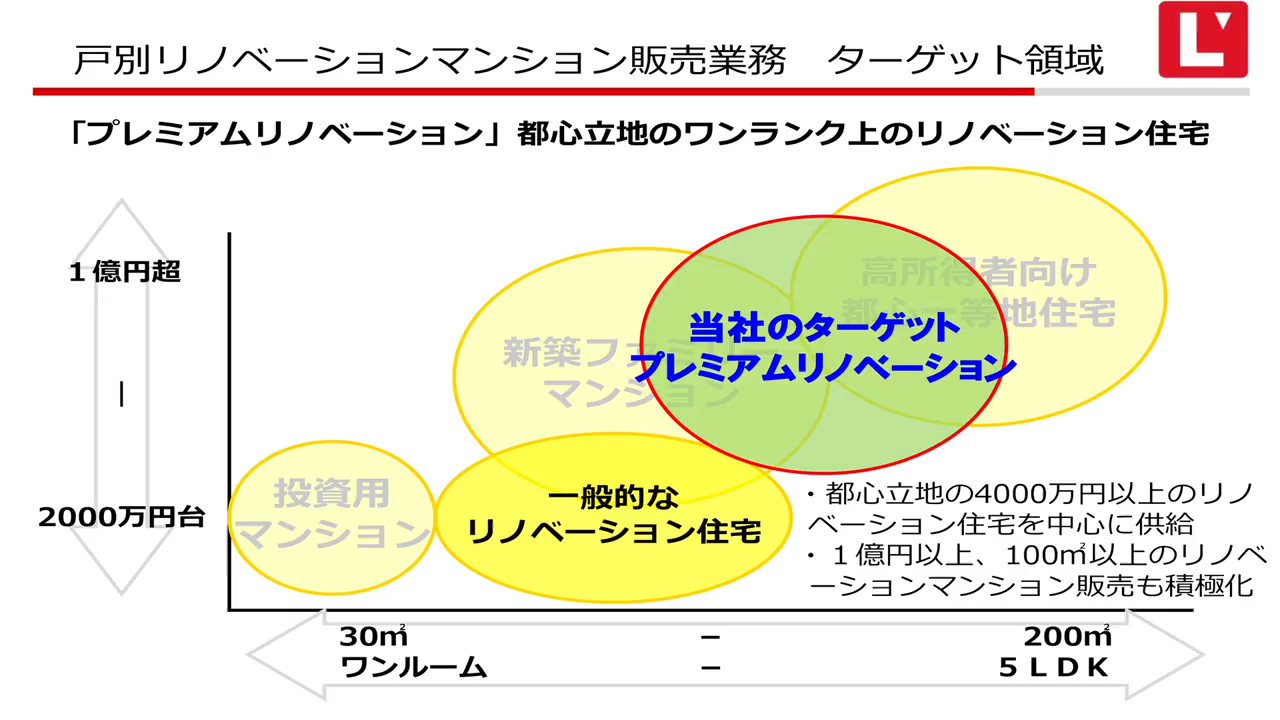 戸別リノベーションマンション販売業務　ターゲット領域
L
「プレミアムリノベーション」都心立地のワンランク上のリノベーション住宅
１億円超
｜
2000万円台
高所得者向け
都心一等地住宅
新築ファミリー
マンション
当社のターゲット
プレミアムリノベーション
投資用
マンション
一般的な
リノベーション住宅
・都心立地の4000万円以上のリノ
ベーション住宅を中心に供給
・１億円以上、100㎡以上のリノベ
ーションマンション販売も積極化
30㎡　－　200㎡
ワンルーム　－　５ＬＤＫ